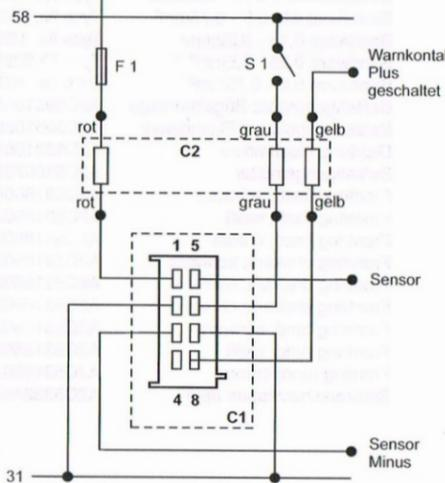 58
F 1
S 1
Warnkontakt
Plus
geschaltet
rot
grau
gelb
C2
rot
grau
gelb
1 5
Sensor
4 8
C1
Sensor
Minus
31